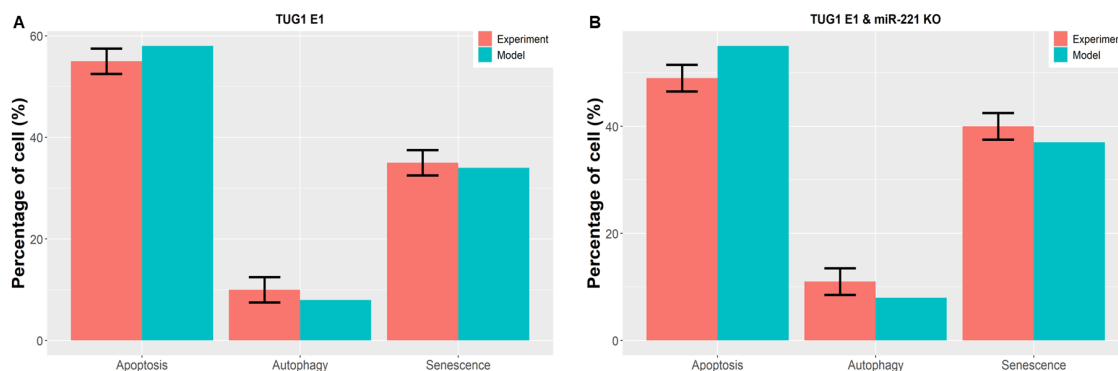 A
TUG1 E1
Experiment
Model
Percentage of cell (%)
60
40
20
0
Apoptosis
Autophagy
Senescence
B
TUG1 E1 & miR-221 KO
Experiment
Model
Percentage of cell (%)
40
20
0
Apoptosis
Autophagy
Senescence